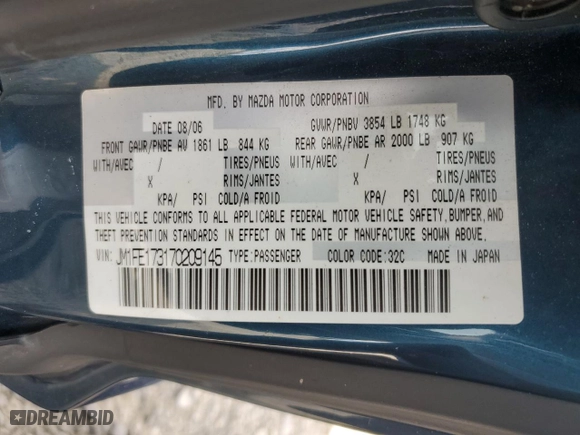 MFD. BY MAZDA MOTOR CORPORATION
DATE 08/06 GVWR/PNBV 3854 LB 1748 KG
FRONT GAWR/PNBE AV 1861 LB 844 KG REAR GAWR/PNBE AR 2000 LB 907 KG
WITH/AVEC / TIRES/PNEUS WITH/AVEC / TIRES/PNEUS
X RIMS/JANTES X RIMS/JANTES
KPA/ PSI COLD/A FROID KPA/ PSI COLD/A FROID
THIS VEHICLE CONFORMS TO ALL APPLICABLE FEDERAL MOTOR VEHICLE SAFETY,BUMPER,AND
THEFT PREVENTION STANDARDS IN EFFECT ON THE DATE OF MANUFACTURE SHOWN ABOVE.
VIN: JM1FE173170209145 TYPE:PASSENGER COLOR CODE:32C MADE IN JAPAN
DREAMBID